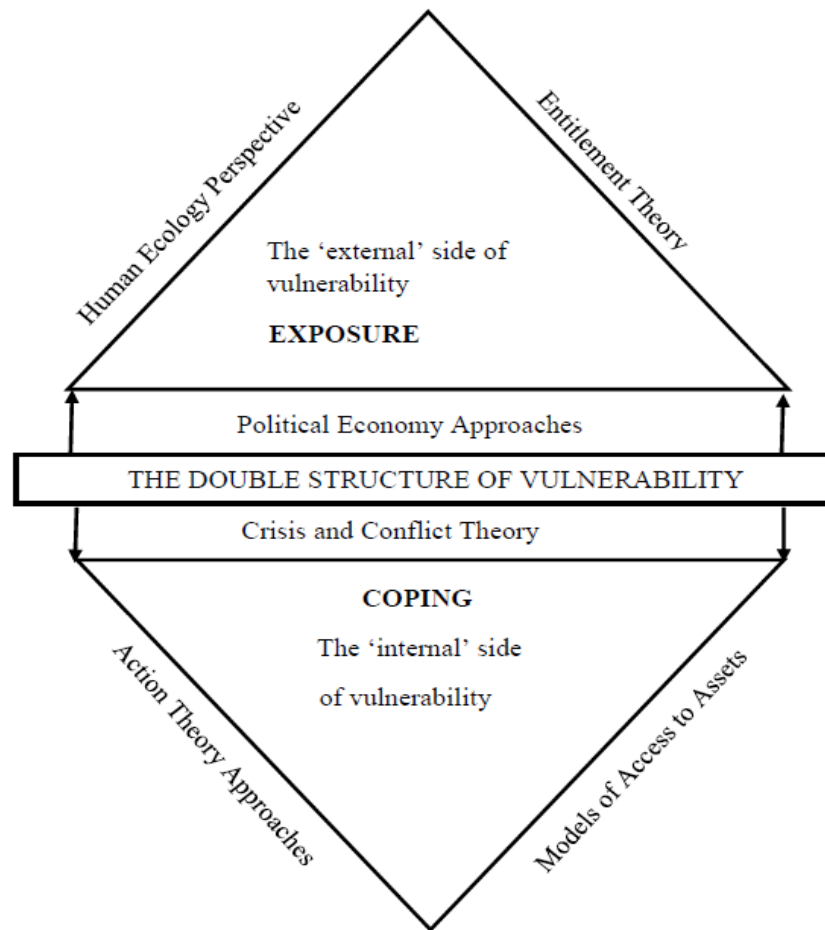 Human Ecology Perspective
Entitlement Theory
The ‘external’ side of
vulnerability
EXPOSURE
Political Economy Approaches
THE DOUBLE STRUCTURE OF VULNERABILITY
Crisis and Conflict Theory
COPING
The ‘internal’ side
of vulnerability
Action Theory Approaches
Models of Access to Assets